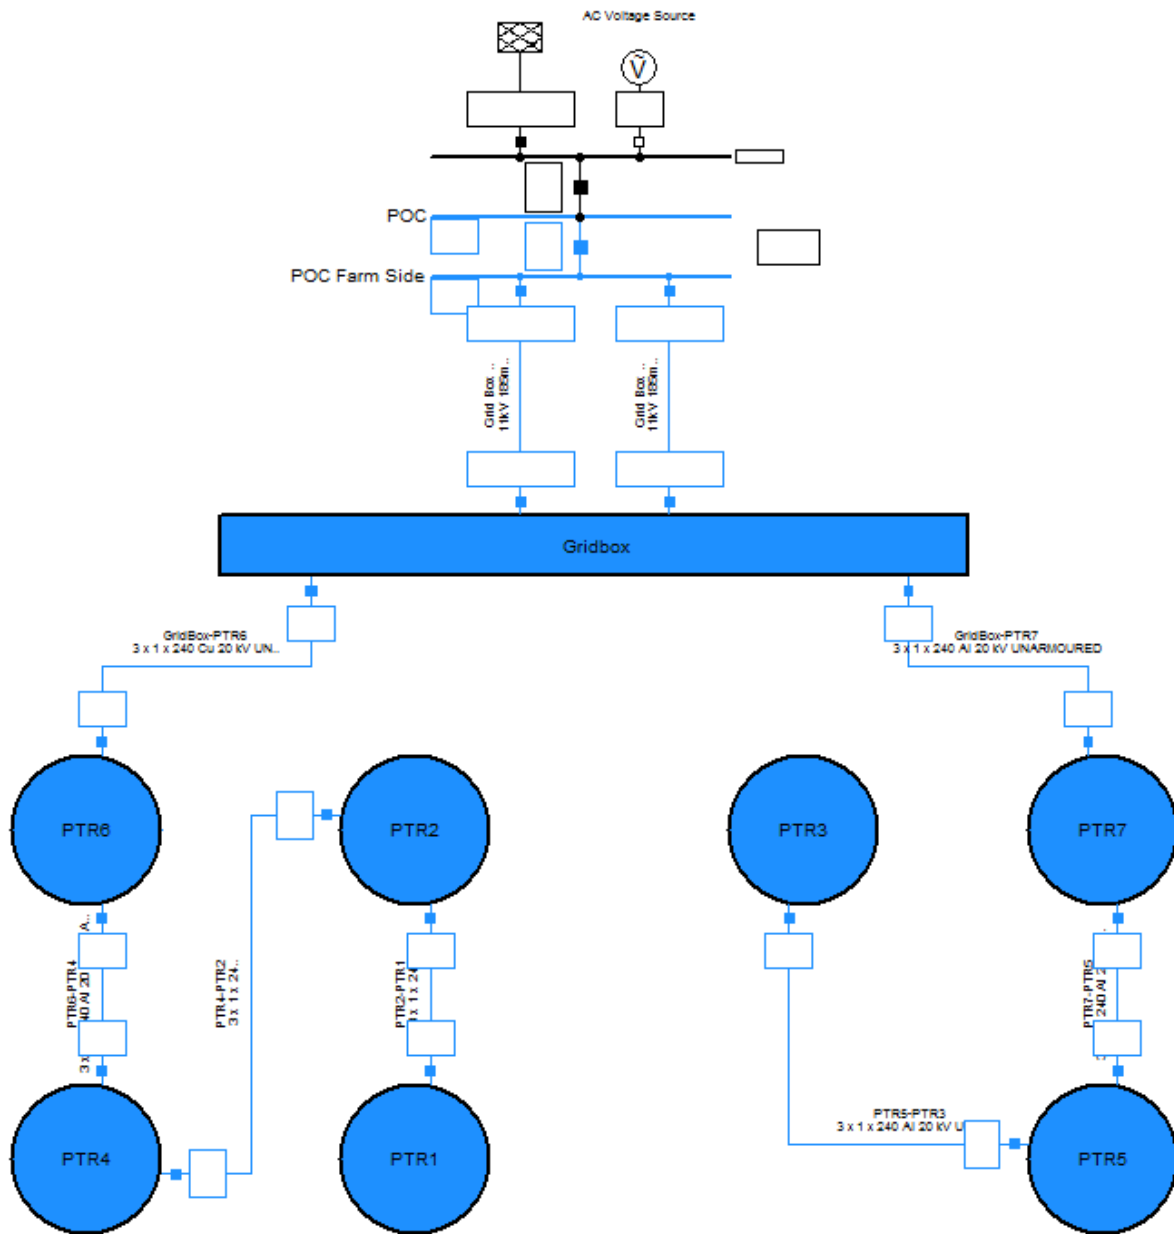 AC Voltage Source
V
POC
POC Farm Side
Grid Box ..
11kV 185m..
Grid Box ..
11kV 185m..
Gridbox
GridBox-PTR6
3 x 1 x 240 Cu 20 kV UN..
GridBox-PTR7
3 x 1 x 240 Al 20 kV UNARMOURED
PTR6
PTR2
PTR3
PTR7
PTR6-PTR4
PTR4-PTR2
3 x 1 x 24..
PTR2-PTR1
PTR7-PTR5
PTR5-PTR3
3 x 1 x 240 Al 20 kV
PTR4
PTR1
PTR5